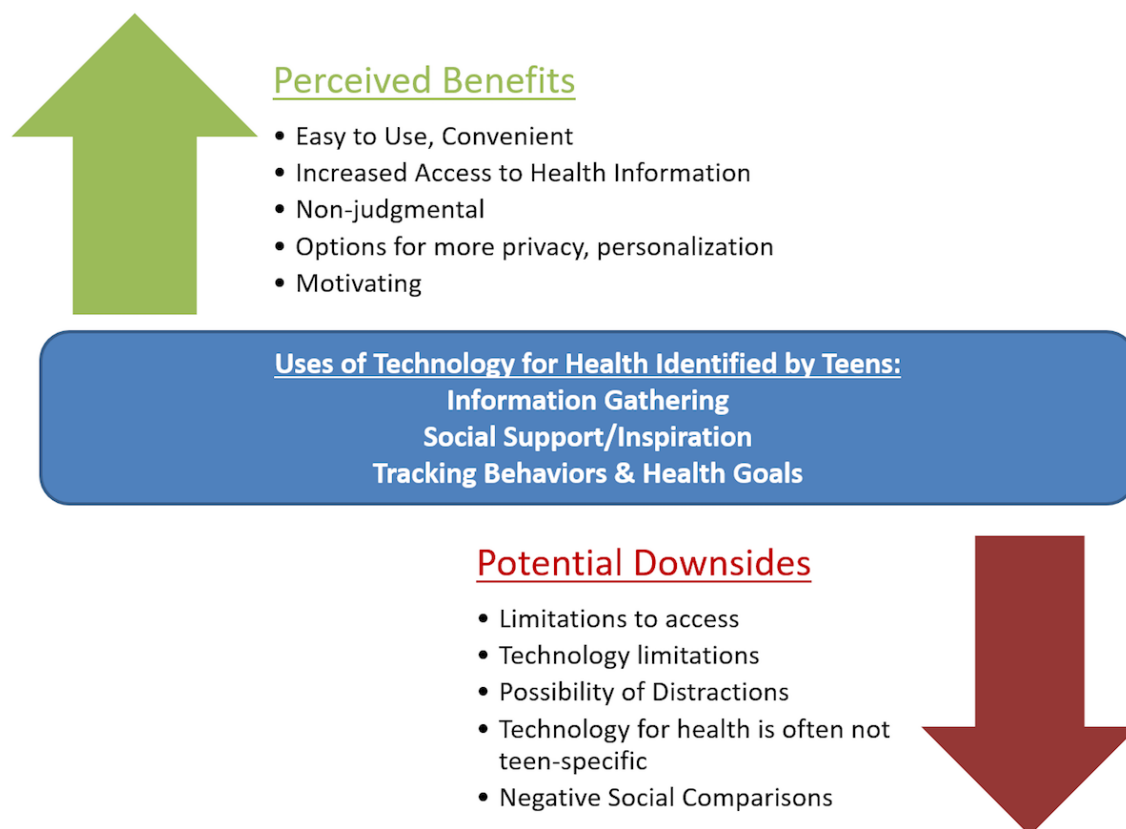 Perceived Benefits
• Easy to Use, Convenient
• Increased Access to Health Information
• Non-judgmental
• Options for more privacy, personalization
• Motivating
Uses of Technology for Health Identified by Teens:
Information Gathering
Social Support/Inspiration
Tracking Behaviors & Health Goals
Potential Downsides
• Limitations to access
• Technology limitations
• Possibility of Distractions
• Technology for health is often not
teen-specific
• Negative Social Comparisons